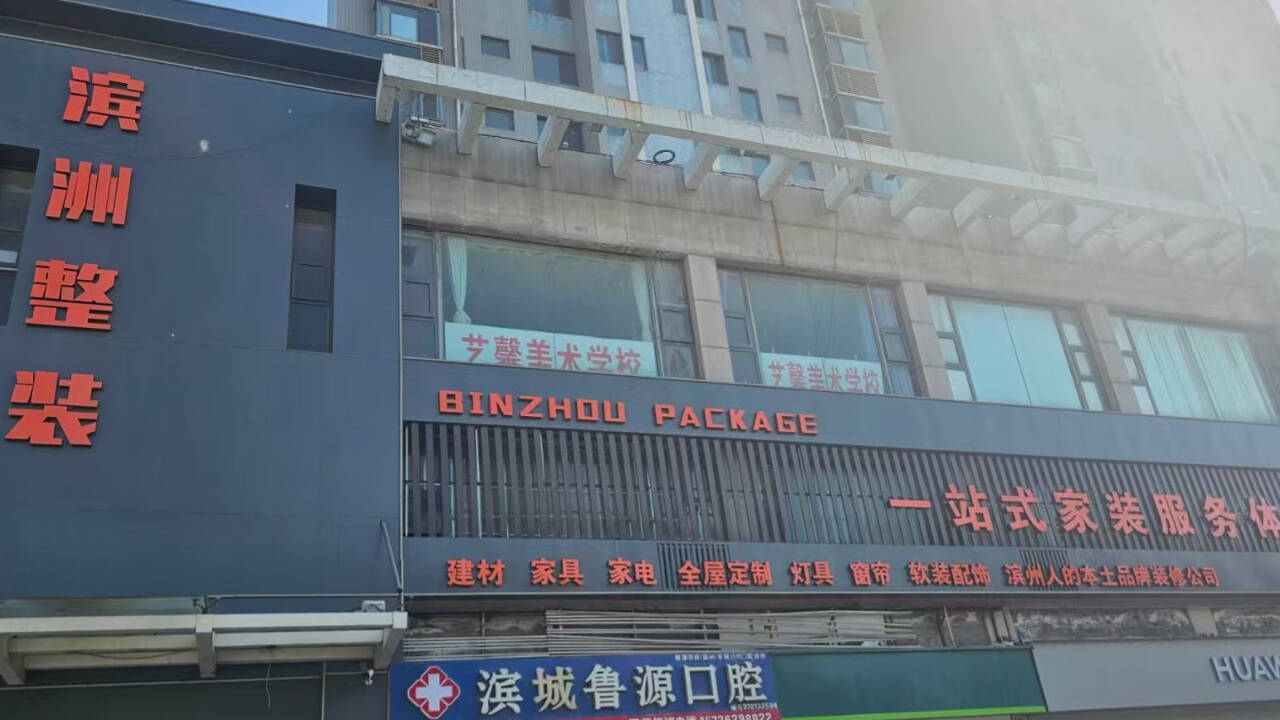 滨洲整装
艺馨美术学校
艺馨美术学校
BINZHOU PACKAGE
一站式家装服务体
建材 家具 家电 全屋定制 灯具 窗帘 软装配饰 滨州人的本土品牌装修公司
滨城鲁源口腔
HUAW